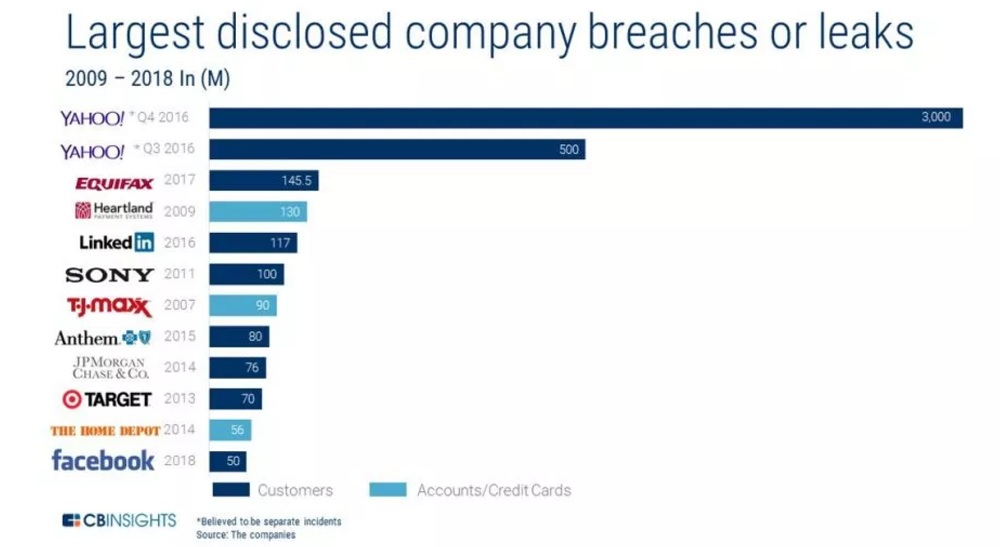 Largest disclosed company breaches or leaks
2009 – 2018 In (M)
YAHOO! * Q4 2016 3,000
YAHOO! * Q3 2016 500
EQUIFAX 2017 145.5
Heartland PAYMENT SYSTEMS 2009 130
Linked in 2016 117
SONY 2011 100
T·J·maxx 2007 90
Anthem 2015 80
JPMORGAN CHASE & CO. 2014 76
TARGET 2013 70
THE HOME DEPOT 2014 56
facebook 2018 50
Customers Accounts/Credit Cards
CBINSIGHTS
*Believed to be separate incidents
Source: The companies